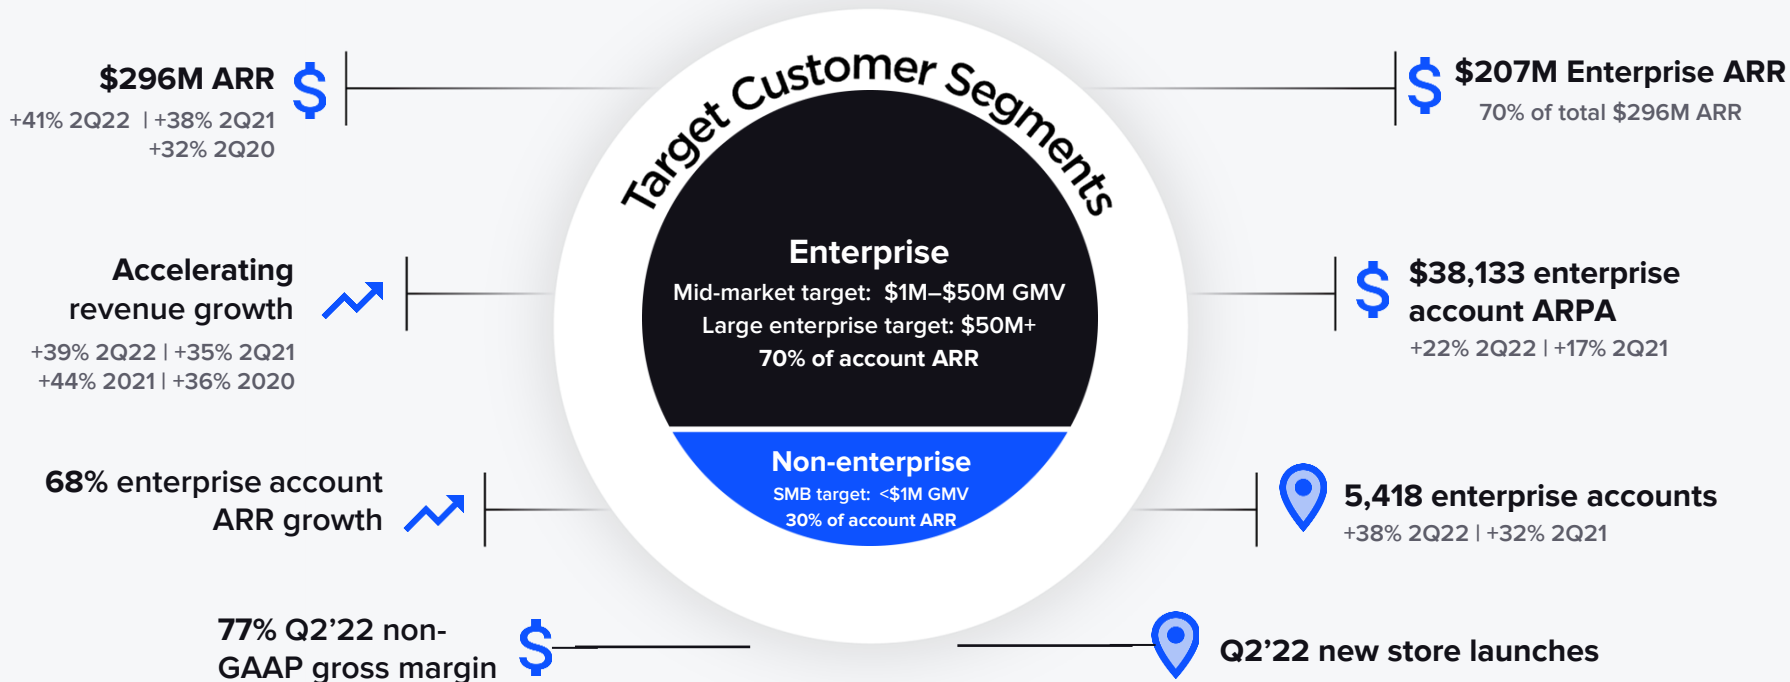 Target Customer Segments
$296M ARR
+41% 2Q22 | +38% 2Q21
+32% 2Q20
Accelerating
revenue growth
+39% 2Q22 | +35% 2Q21
+44% 2021 | +36% 2020
68% enterprise account
ARR growth
77% Q2’22 non-
GAAP gross margin
Enterprise
Mid-market target: $1M–$50M GMV
Large enterprise target: $50M+
70% of account ARR
Non-enterprise
SMB target: <$1M GMV
30% of account ARR
$207M Enterprise ARR
70% of total $296M ARR
$38,133 enterprise
account ARPA
+22% 2Q22 | +17% 2Q21
5,418 enterprise accounts
+38% 2Q22 | +32% 2Q21
Q2’22 new store launches